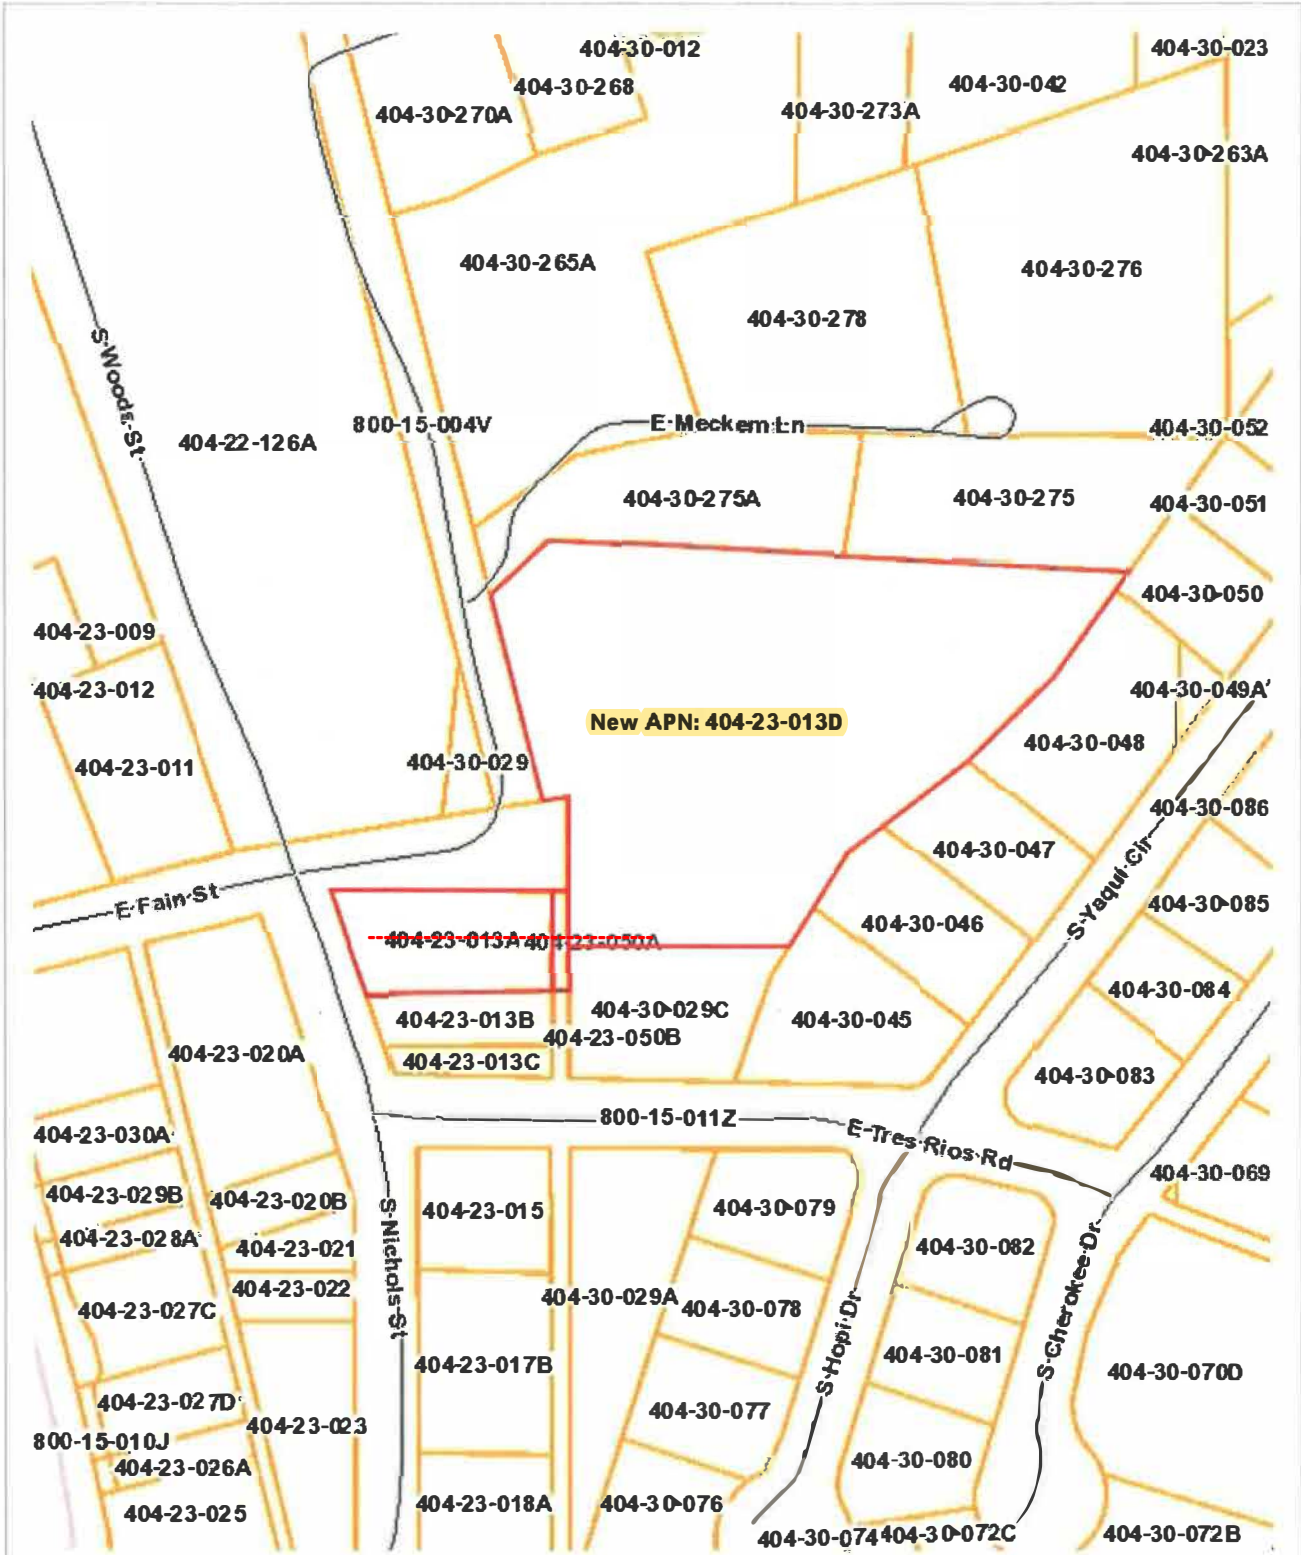 404-30-012
404-30-023
404-30-268
404-30-042
404-30-270A
404-30-273A
404-30-263A
404-30-265A
404-30-276
404-30-278
S Woods St
800-15-004V
E Meckem Ln
404-30-052
404-22-126A
404-30-275A
404-30-275
404-30-051
404-30-050
404-23-009
404-23-012
404-30-049A
New APN: 404-23-013D
404-30-048
404-30-029
404-23-011
404-30-086
404-30-047
S Yaqui Cir
E Fain St
404-30-085
404-30-046
404-23-013A
404-23-050A
404-30-084
404-30-029C
404-23-013B
404-30-045
404-23-050B
404-23-020A
404-23-013C
404-30-083
800-15-011Z
E Tres Rios Rd
404-23-030A
404-30-069
404-23-029B
404-23-020B
404-23-015
404-30-079
404-23-028A
404-23-021
404-30-082
S Nichols St
404-23-022
404-30-029A
404-30-078
404-23-027C
S Hopi Dr
S Cherokee Dr
404-30-081
404-23-017B
404-30-070D
404-23-027D
404-30-077
404-23-023
800-15-010J
404-30-080
404-23-026A
404-23-018A
404-30-076
404-23-025
404-30-074
404-30-072C
404-30-072B